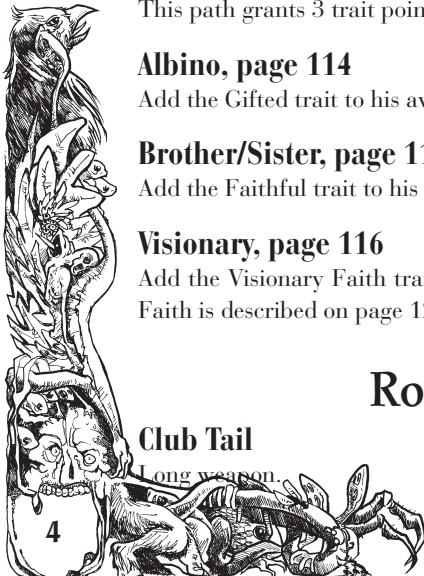 This path grants 3 trait poin
Albino, page 114
Add the Gifted trait to his av
Brother/Sister, page 11
Add the Faithful trait to his
Visionary, page 116
Add the Visionary Faith trai
Faith is described on page 12
Ro
Club Tail
Long weapon.
4